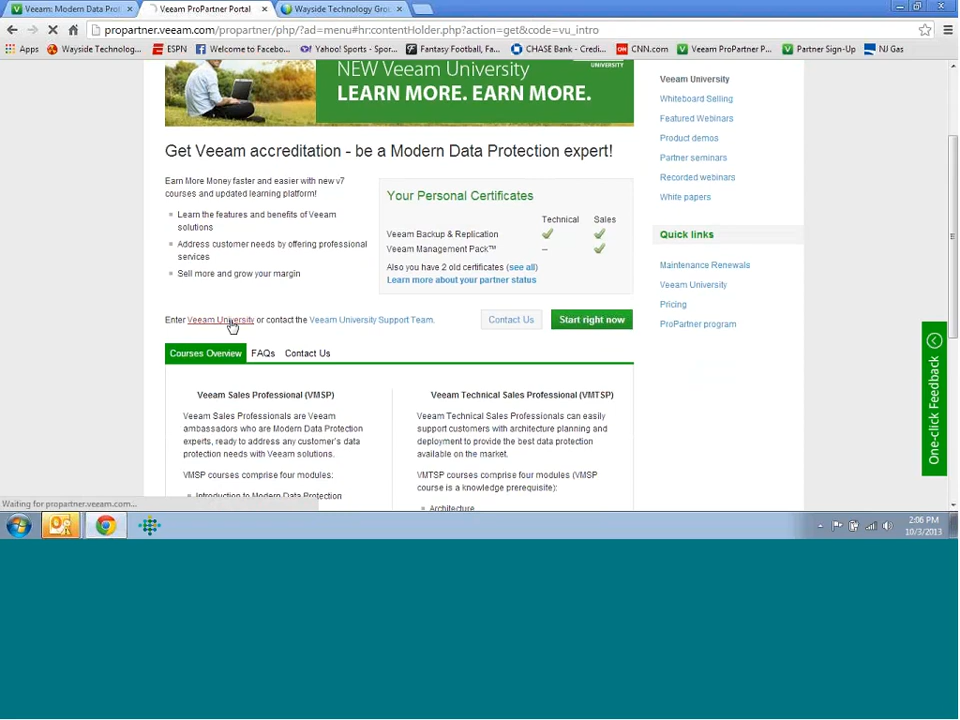 Veeam: Modern Data Prot
Veeam ProPartner Portal
Wayside Technology Grou
propartner.veeam.com/propartner/php/?ad=menu#hr:contentHolder.php?action=get&code=vu_intro
Apps
Wayside Technolog...
ESPN
Welcome to Facebo...
Yahoo! Sports - Spor...
Fantasy Football, Fa...
CHASE Bank - Credi...
CNN.com
Veeam ProPartner P...
Partner Sign-Up
NJ Gas
NEW Veeam University
UNIVERSITY
LEARN MORE. EARN MORE.
Get Veeam accreditation - be a Modern Data Protection expert!
Earn More Money faster and easier with new v7
courses and updated learning platform!
Learn the features and benefits of Veeam
solutions
Address customer needs by offering professional
services
Sell more and grow your margin
Your Personal Certificates
Technical
Sales
Veeam Backup & Replication
Veeam Management Pack™
--
Also you have 2 old certificates (see all)
Learn more about your partner status
Enter Veeam University or contact the Veeam University Support Team.
Contact Us
Start right now
Courses Overview
FAQs
Contact Us
Veeam Sales Professional (VMSP)
Veeam Sales Professionals are Veeam
ambassadors who are Modern Data Protection
experts, ready to address any customer's data
protection needs with Veeam solutions.
VMSP courses comprise four modules:
Introduction to Modern Data Protection
Veeam Technical Sales Professional (VMTSP)
Veeam Technical Sales Professionals can easily
support customers with architecture planning and
deployment to provide the best data protection
available on the market.
VMTSP courses comprise four modules (VMSP
course is a knowledge prerequisite):
Architecture
Veeam University
Whiteboard Selling
Featured Webinars
Product demos
Partner seminars
Recorded webinars
White papers
Quick links
Maintenance Renewals
Veeam University
Pricing
ProPartner program
One-click Feedback
Waiting for propartner.veeam.com...
2:06 PM
10/3/2013